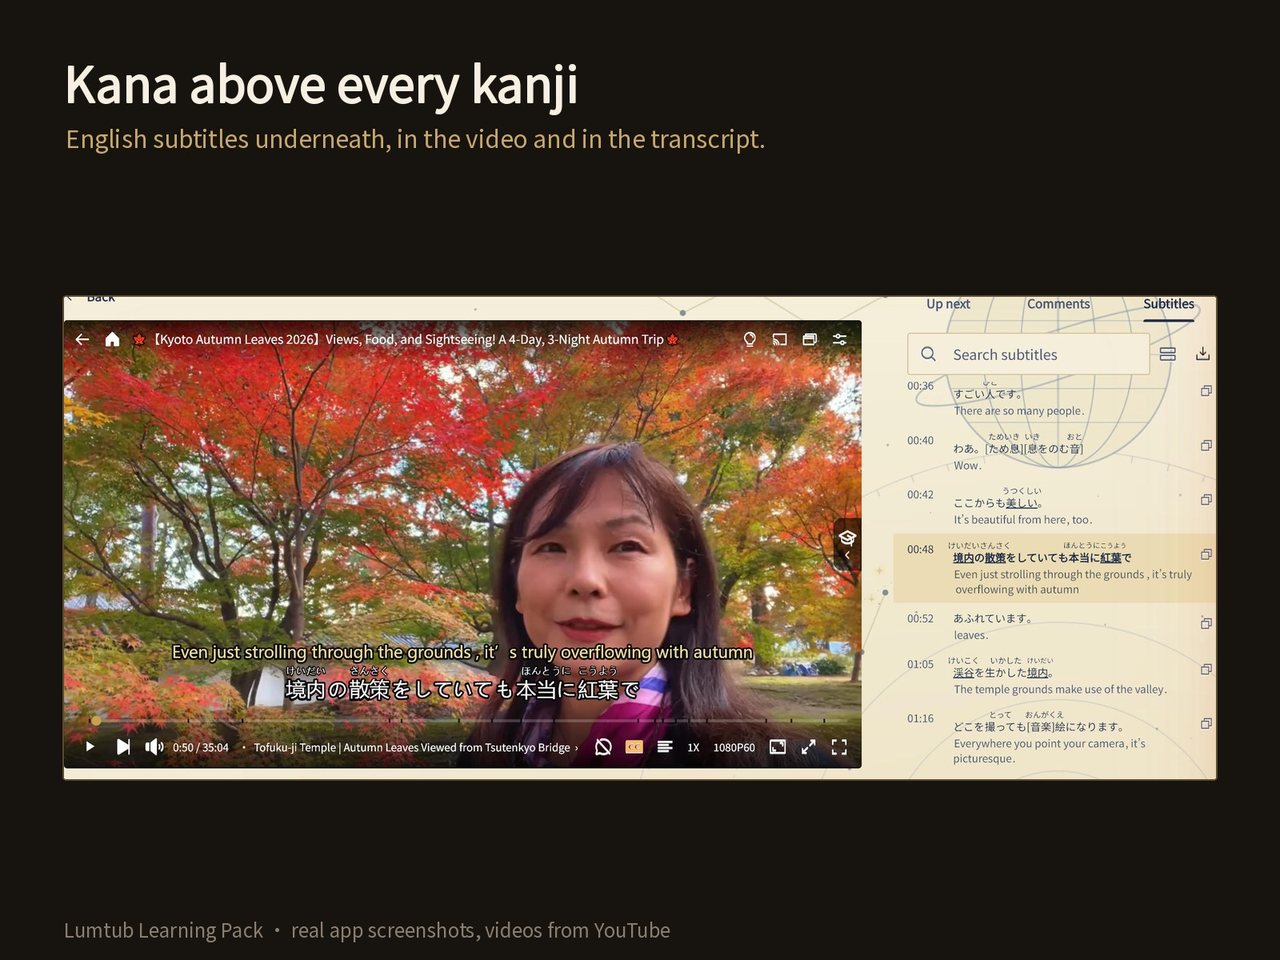 Kana above every kanji
English subtitles underneath, in the video and in the transcript.
Back
【Kyoto Autumn Leaves 2026】Views, Food, and Sightseeing! A 4-Day, 3-Night Autumn Trip
Even just strolling through the grounds , it’s truly overflowing with autumn
けいだい さんさく ほんとうに こうよう
境内の散策をしていても本当に紅葉で
0:50 / 35:04 • Tofuku-ji Temple | Autumn Leaves Viewed from Tsutenkyo Bridge ›
CC
1X
1080P60
Up next
Comments
Subtitles
Search subtitles
00:36
すごい人です。
There are so many people.
00:40
ためいき いき おと
わあ。[ため息][息をのむ音]
Wow.
00:42
うつくしい
ここからも美しい。
It's beautiful from here, too.
00:48
けいだいさんさく ほんとうにこうよう
境内の散策をしていても本当に紅葉で
Even just strolling through the grounds , it's truly
overflowing with autumn
00:52
あふれています。
leaves.
01:05
けいこく いかした けいだい
渓谷を生かした境内。
The temple grounds make use of the valley.
01:16
とって おんがくえ
どこを撮っても[音楽]絵になります。
Everywhere you point your camera, it's
picturesque.
Lumtub Learning Pack • real app screenshots, videos from YouTube